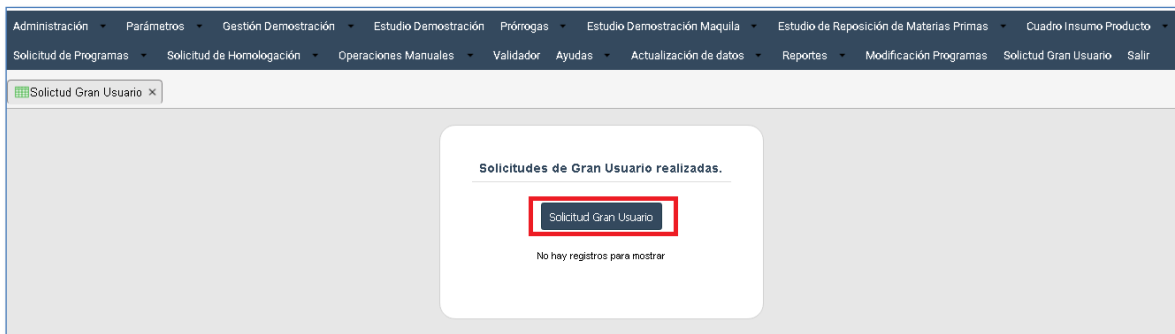 Administración Parámetros Gestión Demostración Estudio Demostración Prórrogas Estudio Demostración Maquila Estudio de Reposición de Materias Primas Cuadro Insumo Producto
Solicitud de Programas Solicitud de Homologación Operaciones Manuales Validador Ayudas Actualización de datos Reportes Modificación Programas Solictud Gran Usuario Salir
Solictud Gran Usuario ×
Solicitudes de Gran Usuario realizadas.
Solicitud Gran Usuario
No hay registros para mostrar